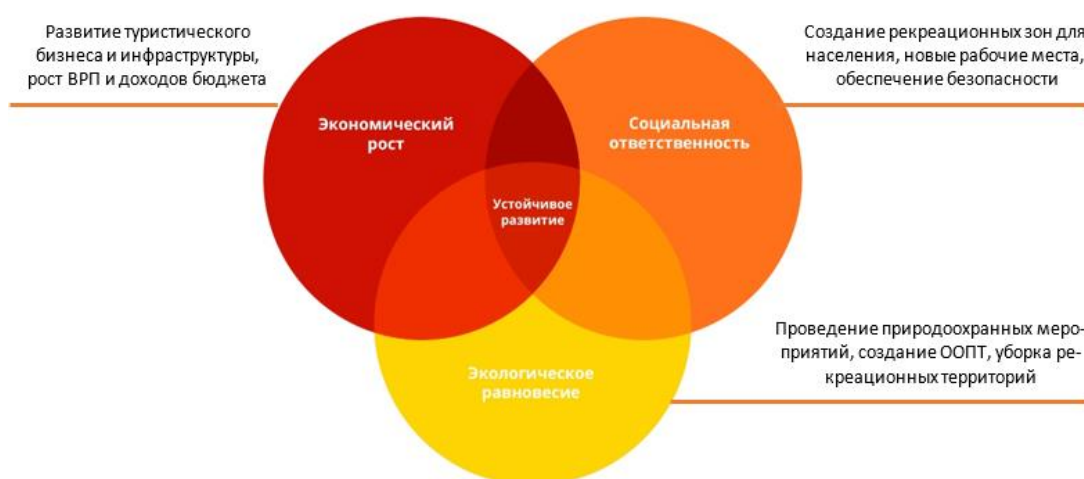 Развитие туристического
бизнеса и инфраструктуры,
рост ВРП и доходов бюджета
Создание рекреационных зон для
населения, новые рабочие места,
обеспечение безопасности
Экономический
рост
Социальная
ответственность
Устойчивое
развитие
Экологическое
равновесие
Проведение природоохранных меро-
приятий, создание ООПТ, уборка ре-
креационных территорий